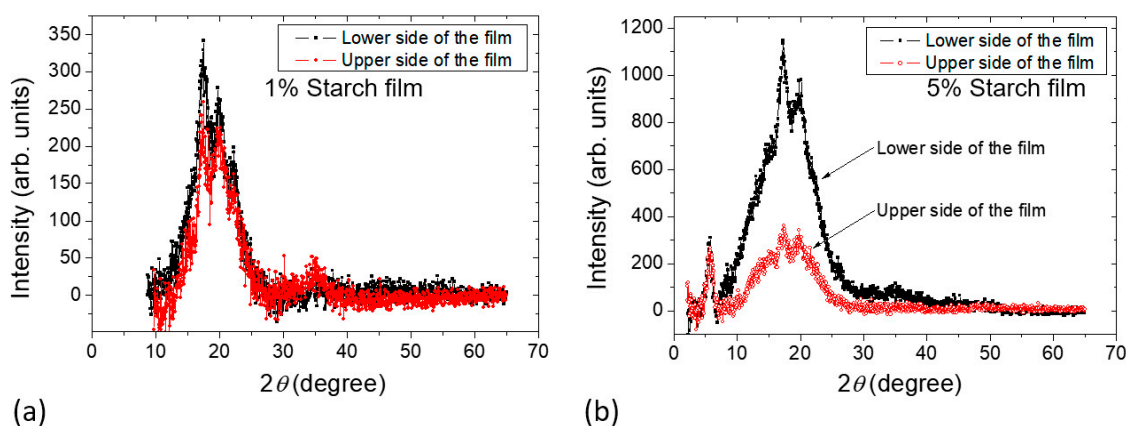 Lower side of the film
Upper side of the film
1% Starch film
350
300
250
200
150
100
50
0
Intensity (arb. units)
0 10 20 30 40 50 60 70
2θ (degree)
(a)
Lower side of the film
Upper side of the film
5% Starch film
Lower side of the film
Upper side of the film
1200
1000
800
600
400
200
0
Intensity (arb. units)
0 10 20 30 40 50 60 70
2θ (degree)
(b)